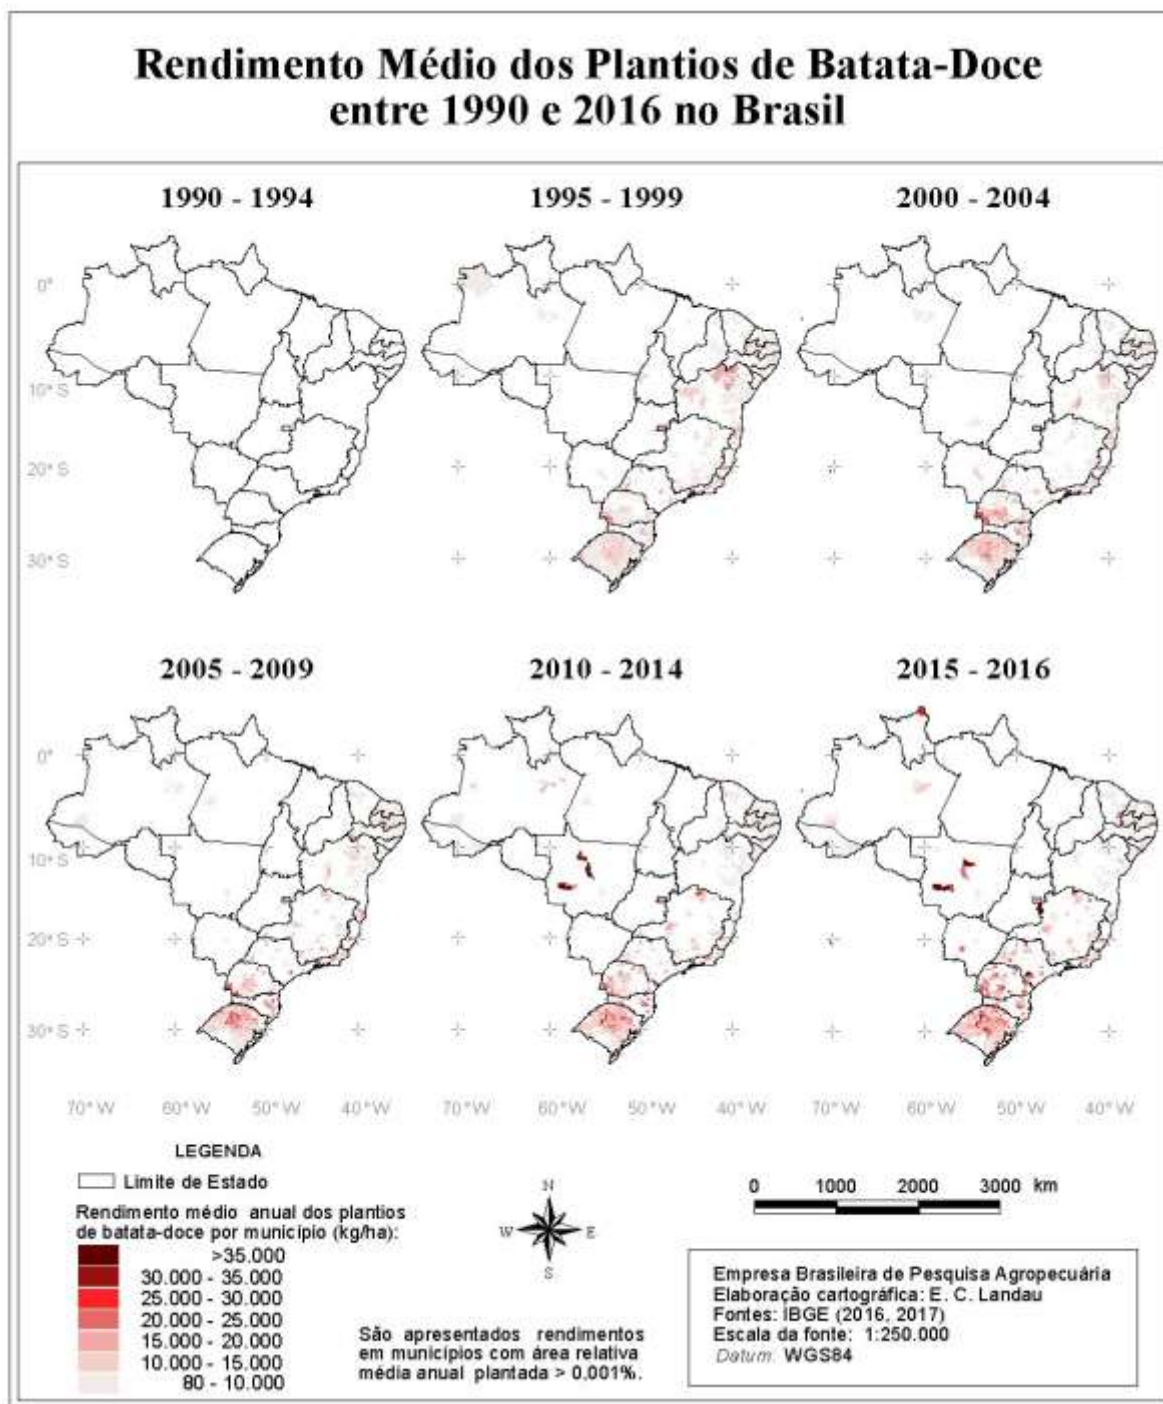 Rendimento Médio dos Plantios de Batata-Doce
entre 1990 e 2016 no Brasil
1990 - 1994
1995 - 1999
2000 - 2004
0°
10° S
20° S
30° S
2005 - 2009
2010 - 2014
2015 - 2016
0°
10° S
20° S
30° S
70° W 60° W 50° W 40° W 70° W 60° W 50° W 40° W 70° W 60° W 50° W 40° W
LEGENDA
Limite de Estado
Rendimento médio anual dos plantios
de batata-doce por município (kg/ha):
>35.000
30.000 - 35.000
25.000 - 30.000
20.000 - 25.000
15.000 - 20.000
10.000 - 15.000
80 - 10.000
N
W E
S
São apresentados rendimentos
em municípios com área relativa
média anual plantada > 0,001%.
0 1000 2000 3000 km
Empresa Brasileira de Pesquisa Agropecuária
Elaboração cartográfica: E. C. Landau
Fontes: IBGE (2016, 2017)
Escala da fonte: 1:250.000
Datum: WGS84